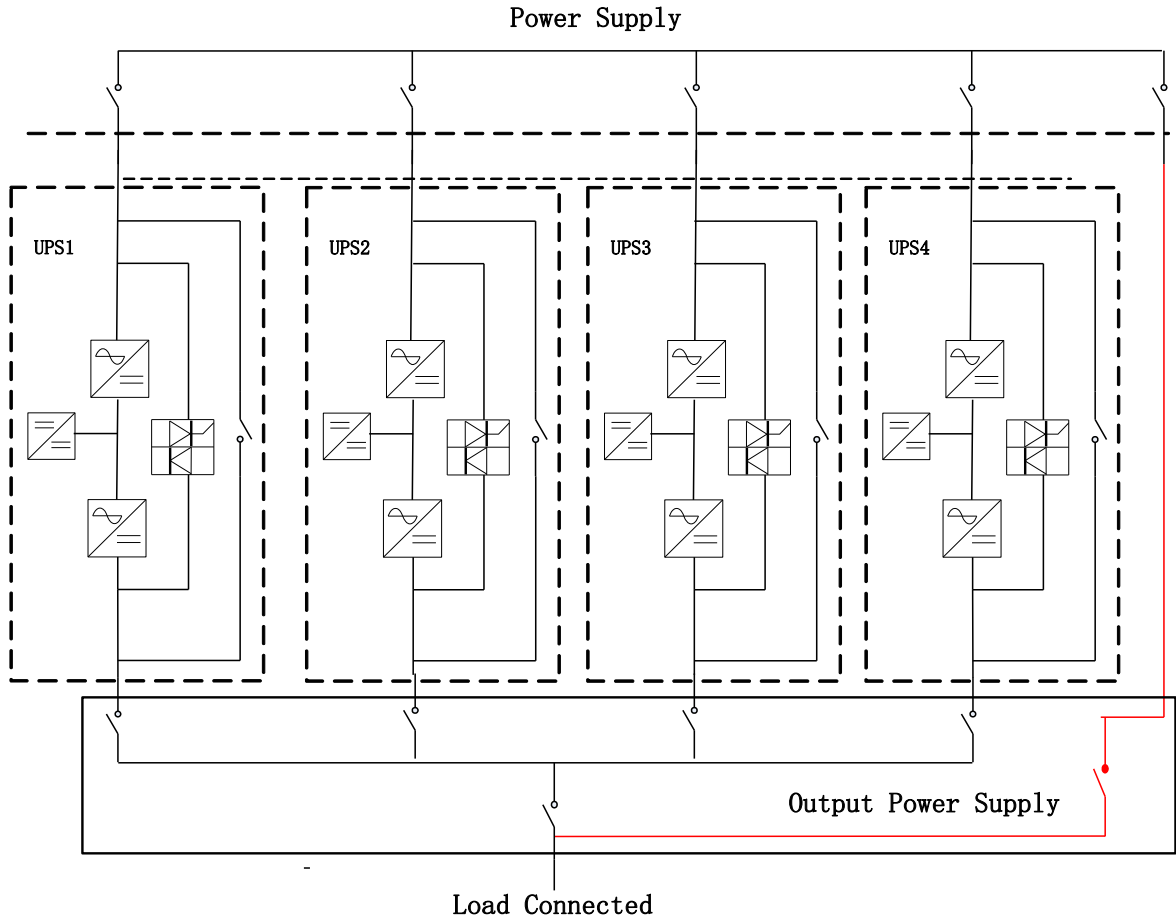 Power Supply
UPS1
UPS2
UPS3
UPS4
Output Power Supply
Load Connected